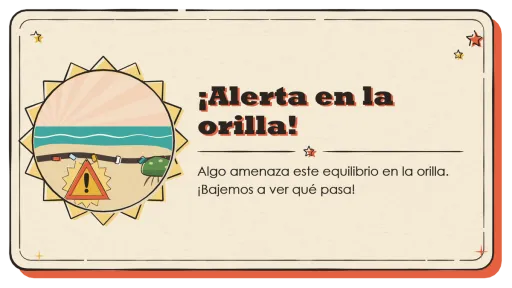 ¡Alerta en la
orilla!
Algo amenaza este equilibrio en la orilla.
¡Bajemos a ver qué pasa!